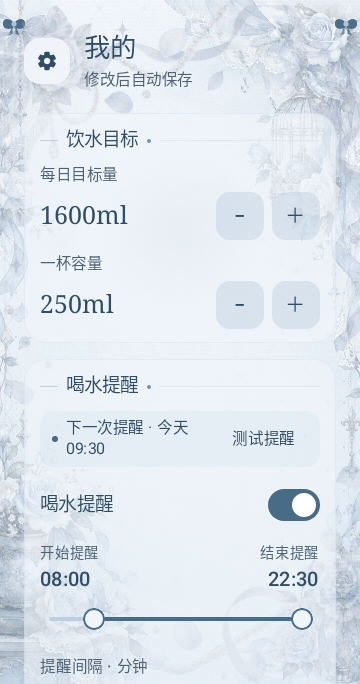 我的
修改后自动保存
饮水目标
每日目标量
1600ml
- +
一杯容量
250ml
- +
喝水提醒
下一次提醒 · 今天
09:30
测试提醒
喝水提醒
开始提醒 结束提醒
08:00 22:30
提醒间隔 · 分钟